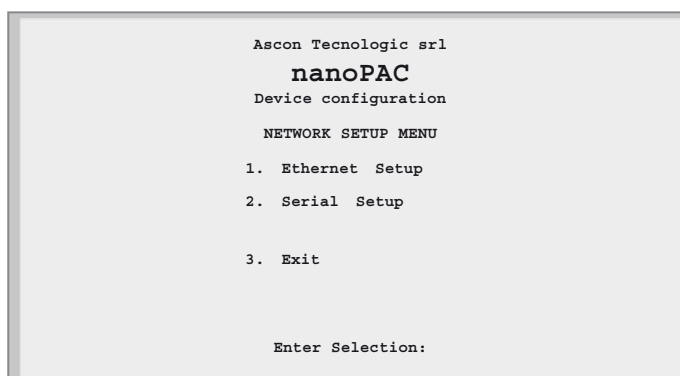 Ascon Tecnologic srl
nanoPAC
Device configuration
NETWORK SETUP MENU
1. Ethernet Setup
2. Serial Setup
3. Exit
Enter Selection: